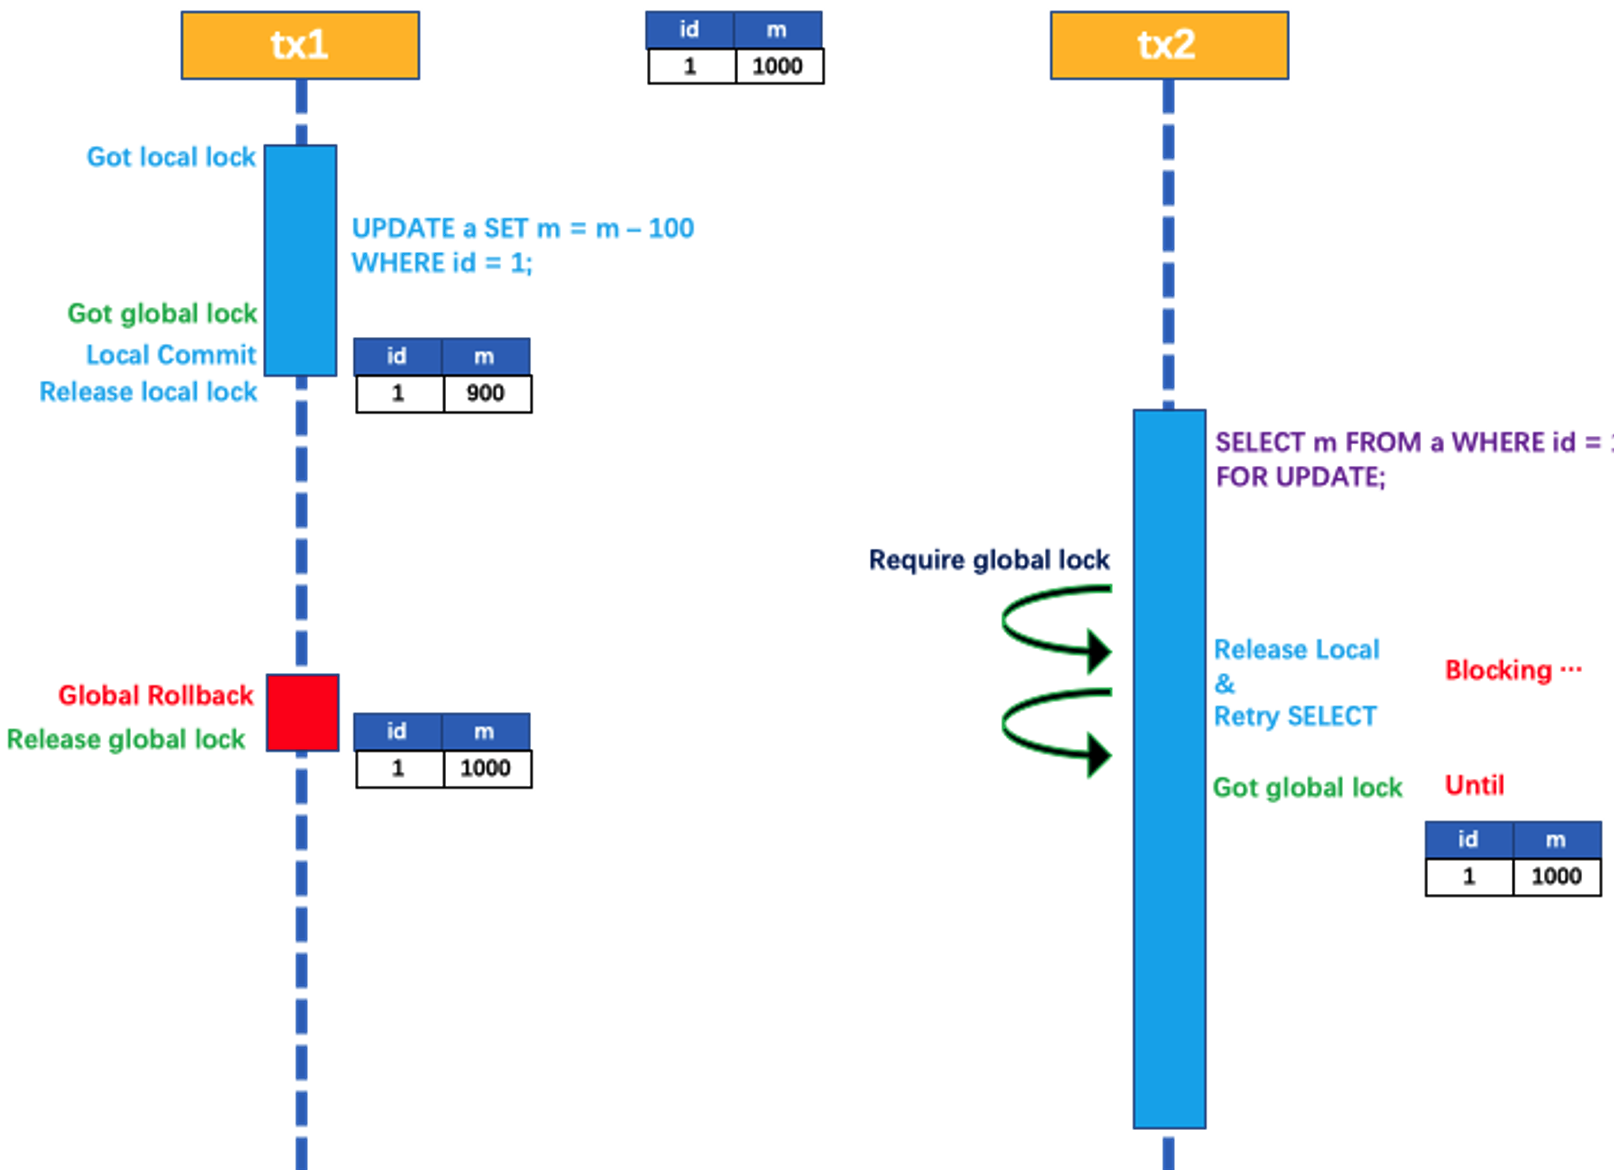 tx1
id m
1 1000
tx2
Got local lock
UPDATE a SET m = m – 100
WHERE id = 1;
Got global lock
Local Commit
Release local lock
id m
1 900
SELECT m FROM a WHERE id =
FOR UPDATE;
Require global lock
Release Local
&
Retry SELECT
Blocking ···
Global Rollback
Release global lock
id m
1 1000
Got global lock
Until
id m
1 1000